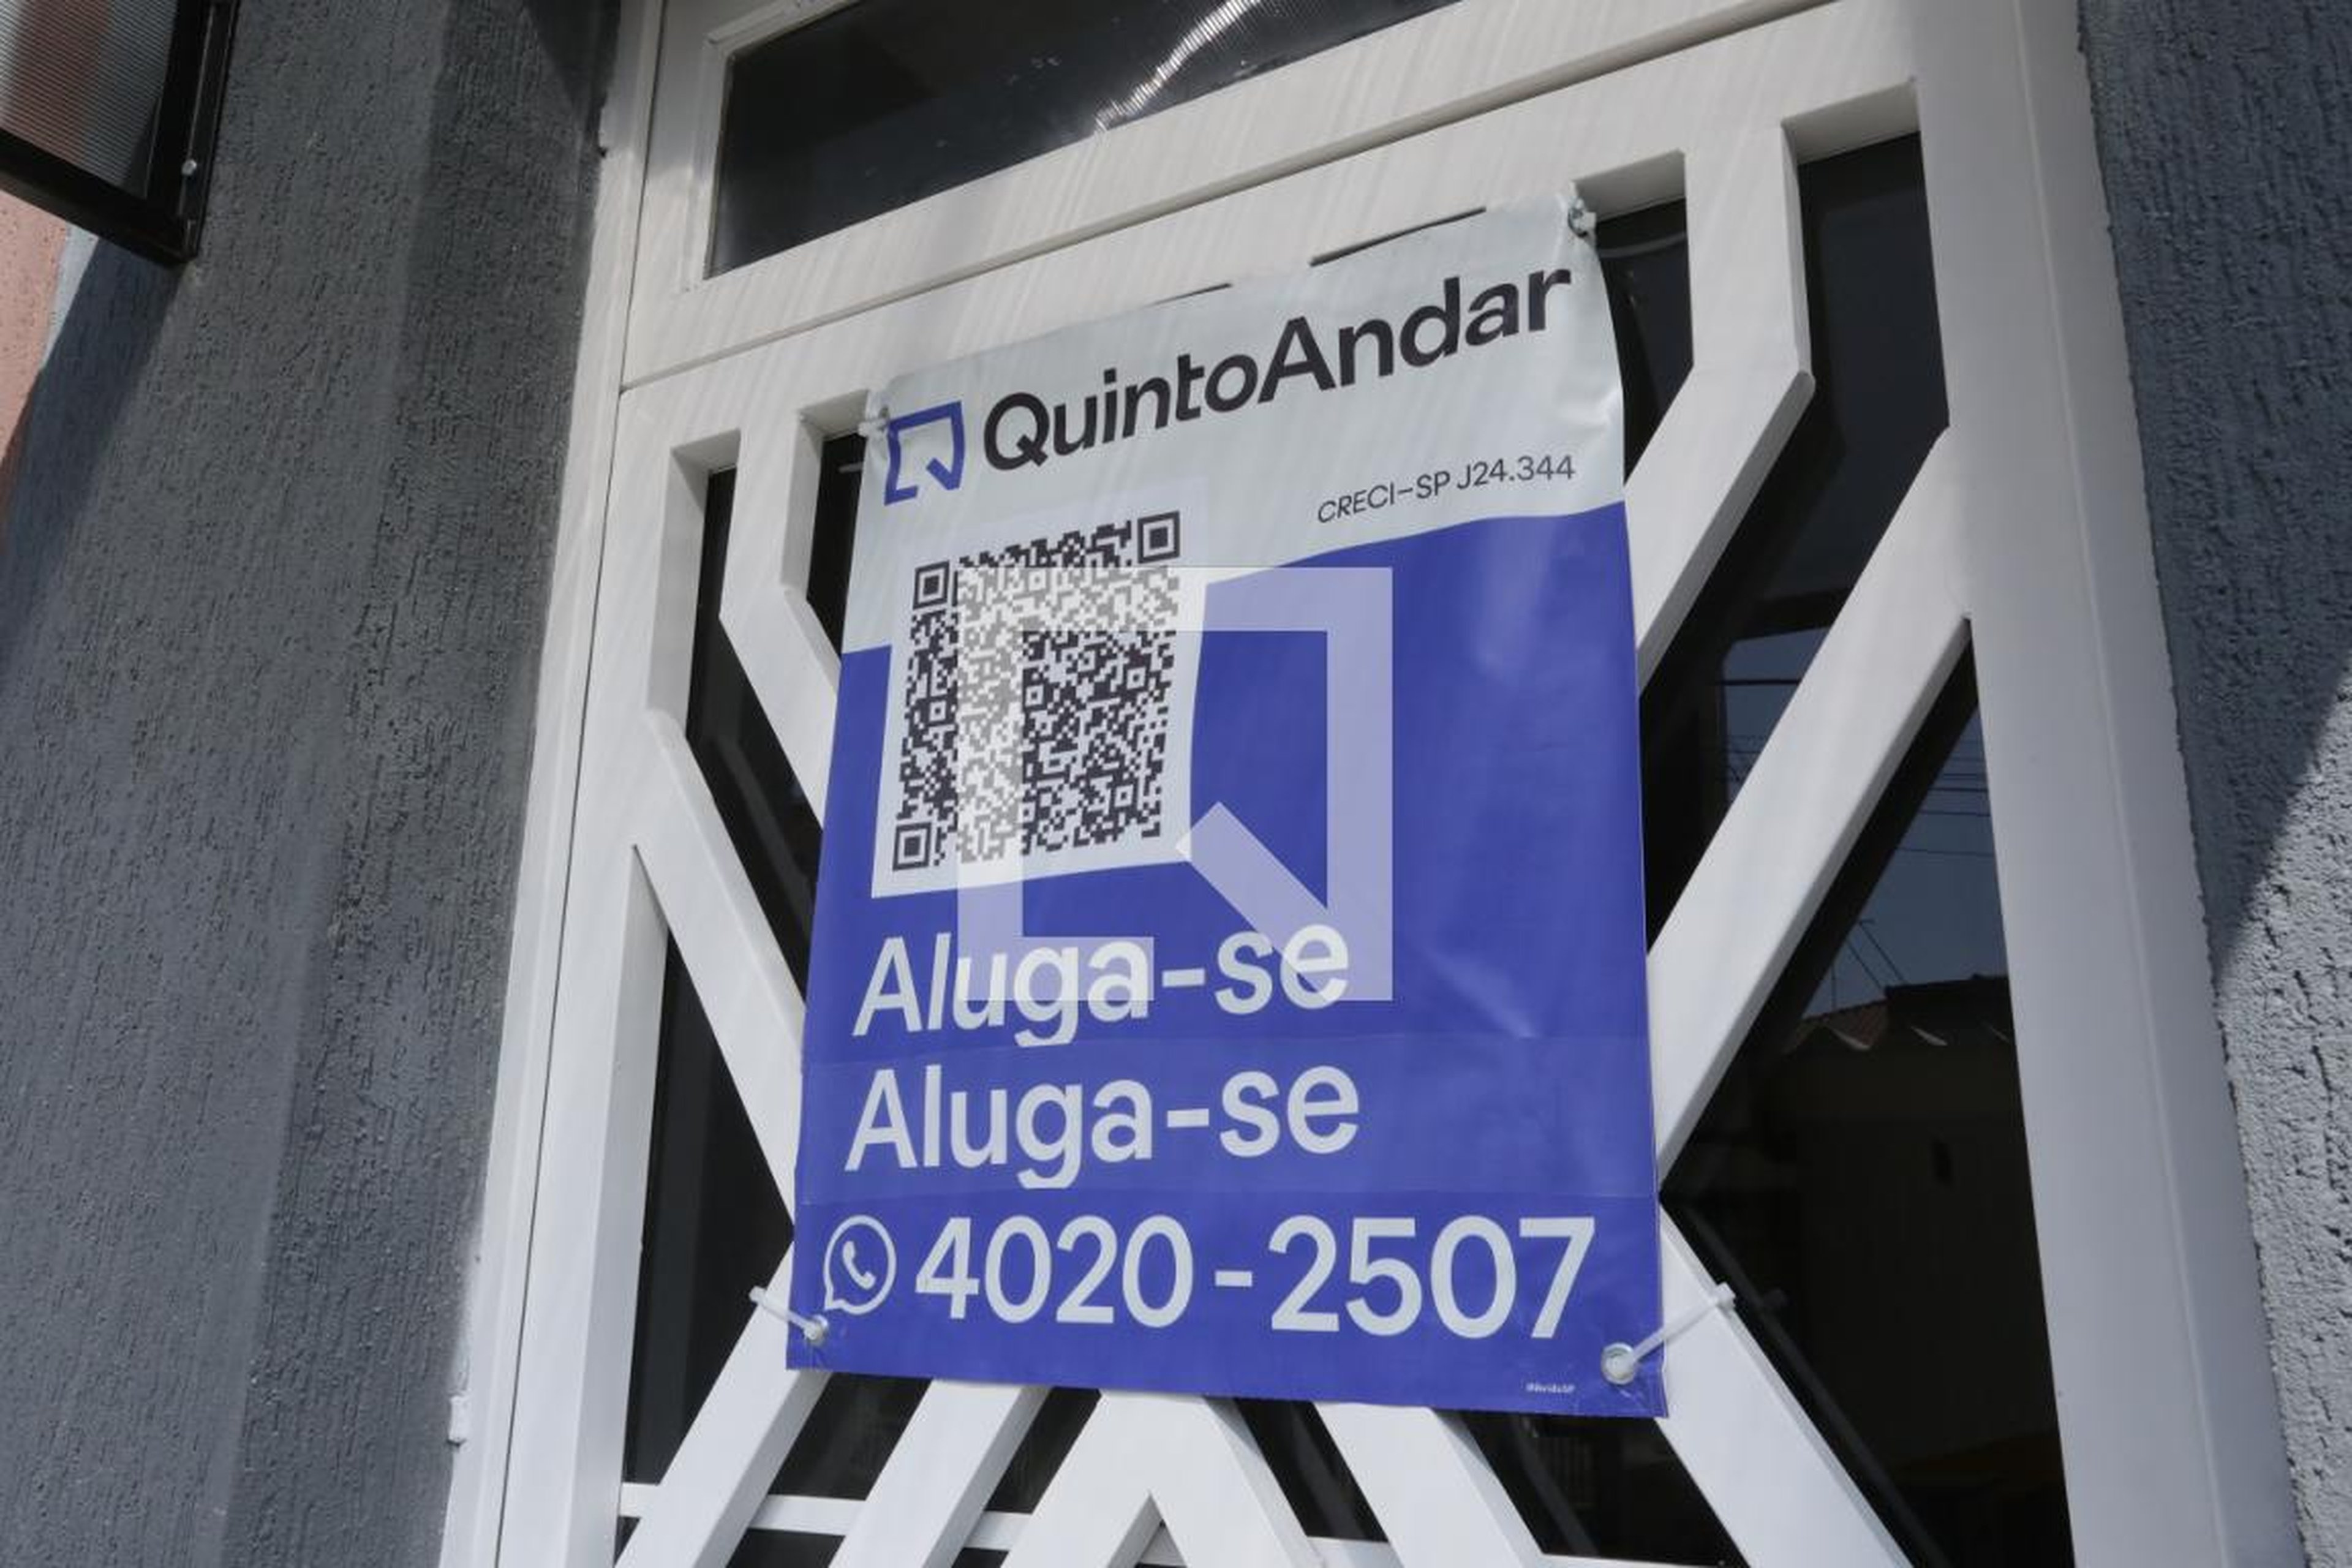 QuintoAndar
CRECI-SP J24.344
Aluga-se
Aluga-se
4020-2507